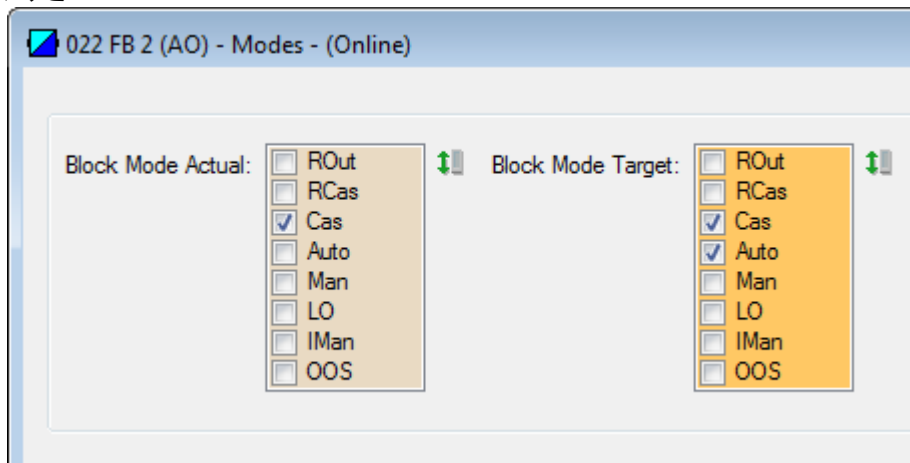 022 FB 2 (AO) - Modes - (Online)
Block Mode Actual:
ROut
RCas
Cas
Auto
Man
LO
IMan
OOS
Block Mode Target:
ROut
RCas
Cas
Auto
Man
LO
IMan
OOS